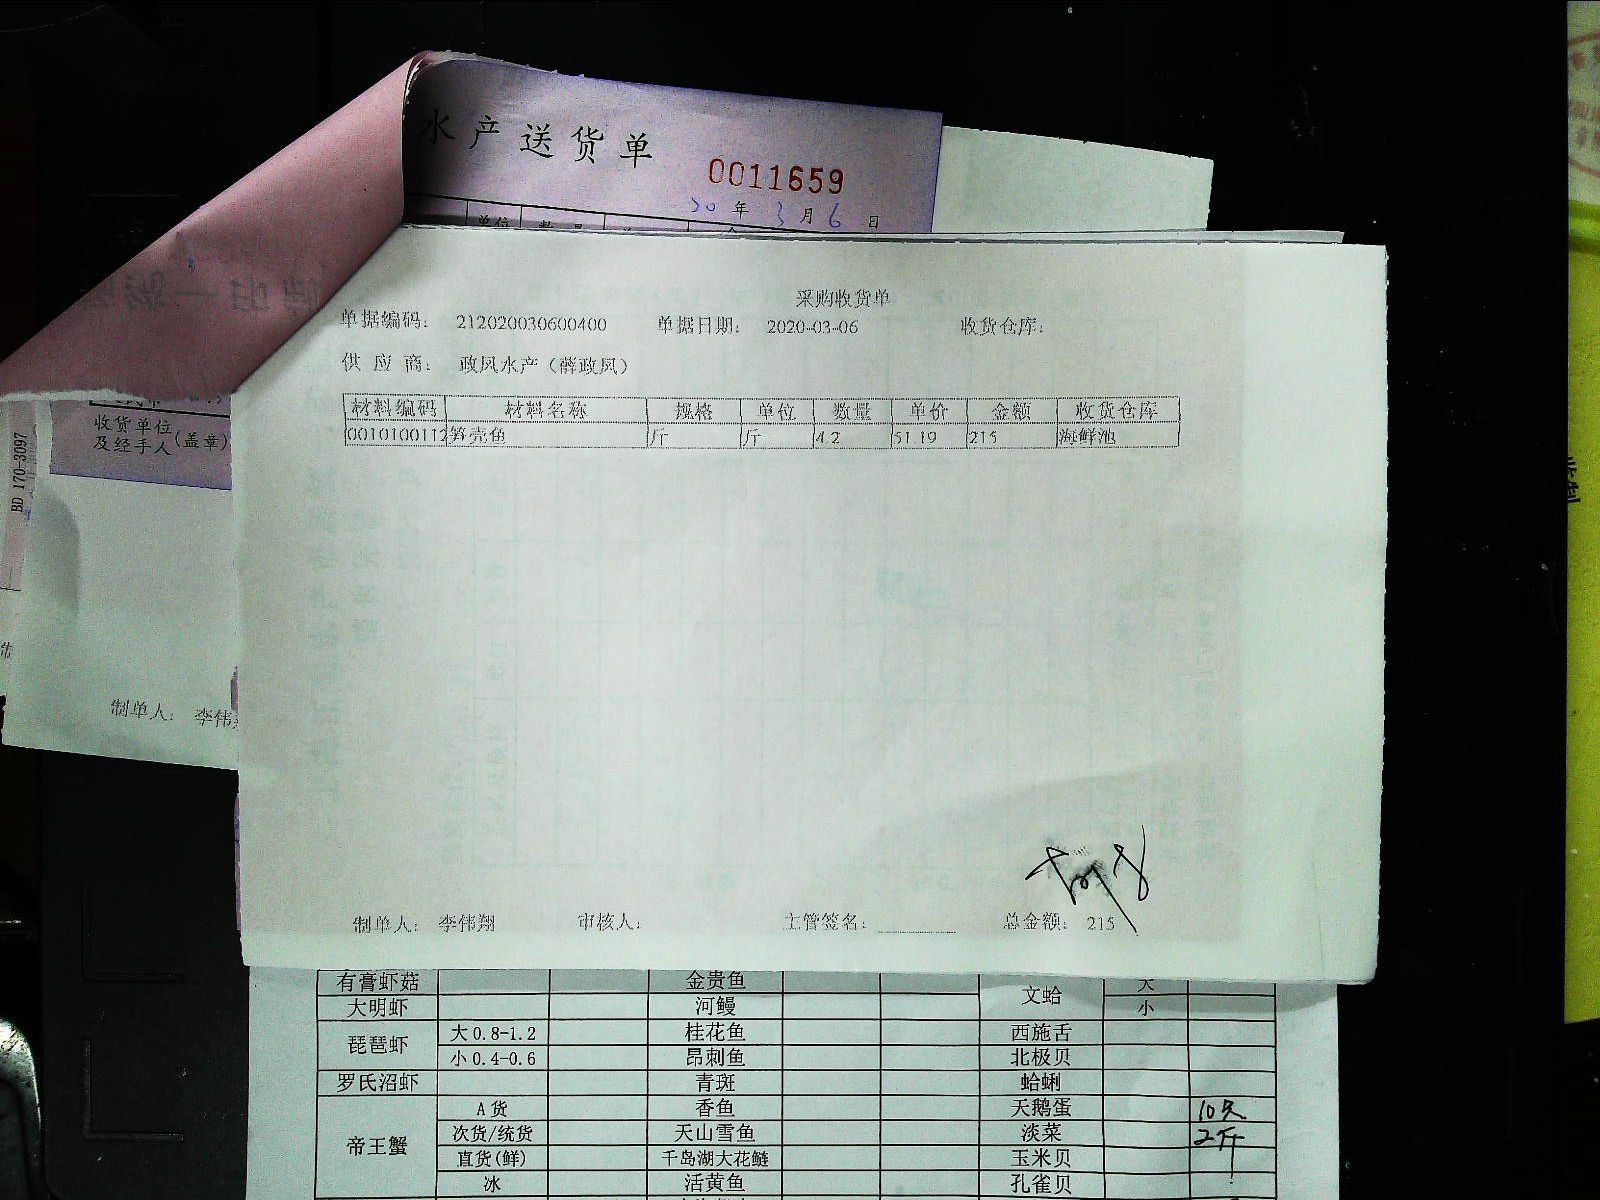 水产送货单
0011659
20 年 3 月 6 日
采购收货单
单据编码： 212020030600400 单据日期： 2020-03-06 收货仓库：
供 应 商： 政风水产（薛政风）
材料编码 材料名称 规格 单位 数量 单价 金额 收货仓库
0010100112 笋壳鱼 斤 斤 4.2 51.19 215 海鲜池
制单人： 李伟翔 审核人： 主管签名： 总金额： 215
收货单位
及经手人 (盖章)
BD 170-3097
制单人： 李伟
有膏虾菇 金贵鱼 文蛤 大
大明虾 河鳗 小
琵琶虾 大 0.8-1.2 桂花鱼 西施舌
小 0.4-0.6 昂刺鱼 北极贝
罗氏沼虾 青斑 蛤蜊
帝王蟹 A 货 香鱼 天鹅蛋 10只
次货/统货 天山雪鱼 淡菜 2斤
直货(鲜) 千岛湖大花鲢 玉米贝
冰 活黄鱼 孔雀贝